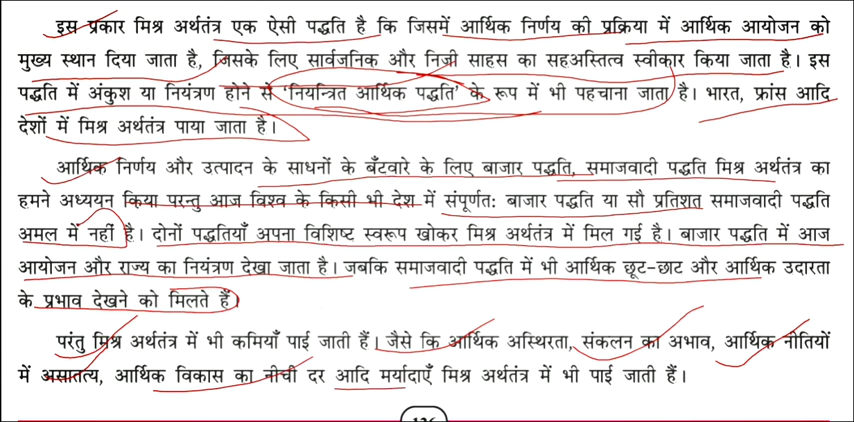 इस प्रकार मिश्र अर्थतंत्र एक ऐसी पद्धति है कि जिसमें आर्थिक निर्णय की प्रक्रिया में आर्थिक आयोजन को
मुख्य स्थान दिया जाता है, जिसके लिए सार्वजनिक और निजी साहस का सहअस्तित्व स्वीकार किया जाता है। इस
पद्धति में अंकुश या नियंत्रण होने से 'नियन्त्रित आर्थिक पद्धति' के रूप में भी पहचाना जाता है। भारत, फ्रांस आदि
देशों में मिश्र अर्थतंत्र पाया जाता है।
आर्थिक निर्णय और उत्पादन के साधनों के बँटवारे के लिए बाजार पद्धति, समाजवादी पद्धति मिश्र अर्थतंत्र का
हमने अध्ययन किया परन्तु आज विश्व के किसी भी देश में संपूर्णतः बाजार पद्धति या सौ प्रतिशत समाजवादी पद्धति
अमल में नहीं है। दोनों पद्धतियाँ अपना विशिष्ट स्वरूप खोकर मिश्र अर्थतंत्र में मिल गई है। बाजार पद्धति में आज
आयोजन और राज्य का नियंत्रण देखा जाता है। जबकि समाजवादी पद्धति में भी आर्थिक छूट-छाट और आर्थिक उदारता
के प्रभाव देखने को मिलते हैं।
परंतु मिश्र अर्थतंत्र में भी कमियाँ पाई जाती हैं। जैसे कि आर्थिक अस्थिरता, संकलन का अभाव, आर्थिक नीतियों
में असातत्य, आर्थिक विकास का नीची दर आदि मर्यादाएँ मिश्र अर्थतंत्र में भी पाई जाती हैं।